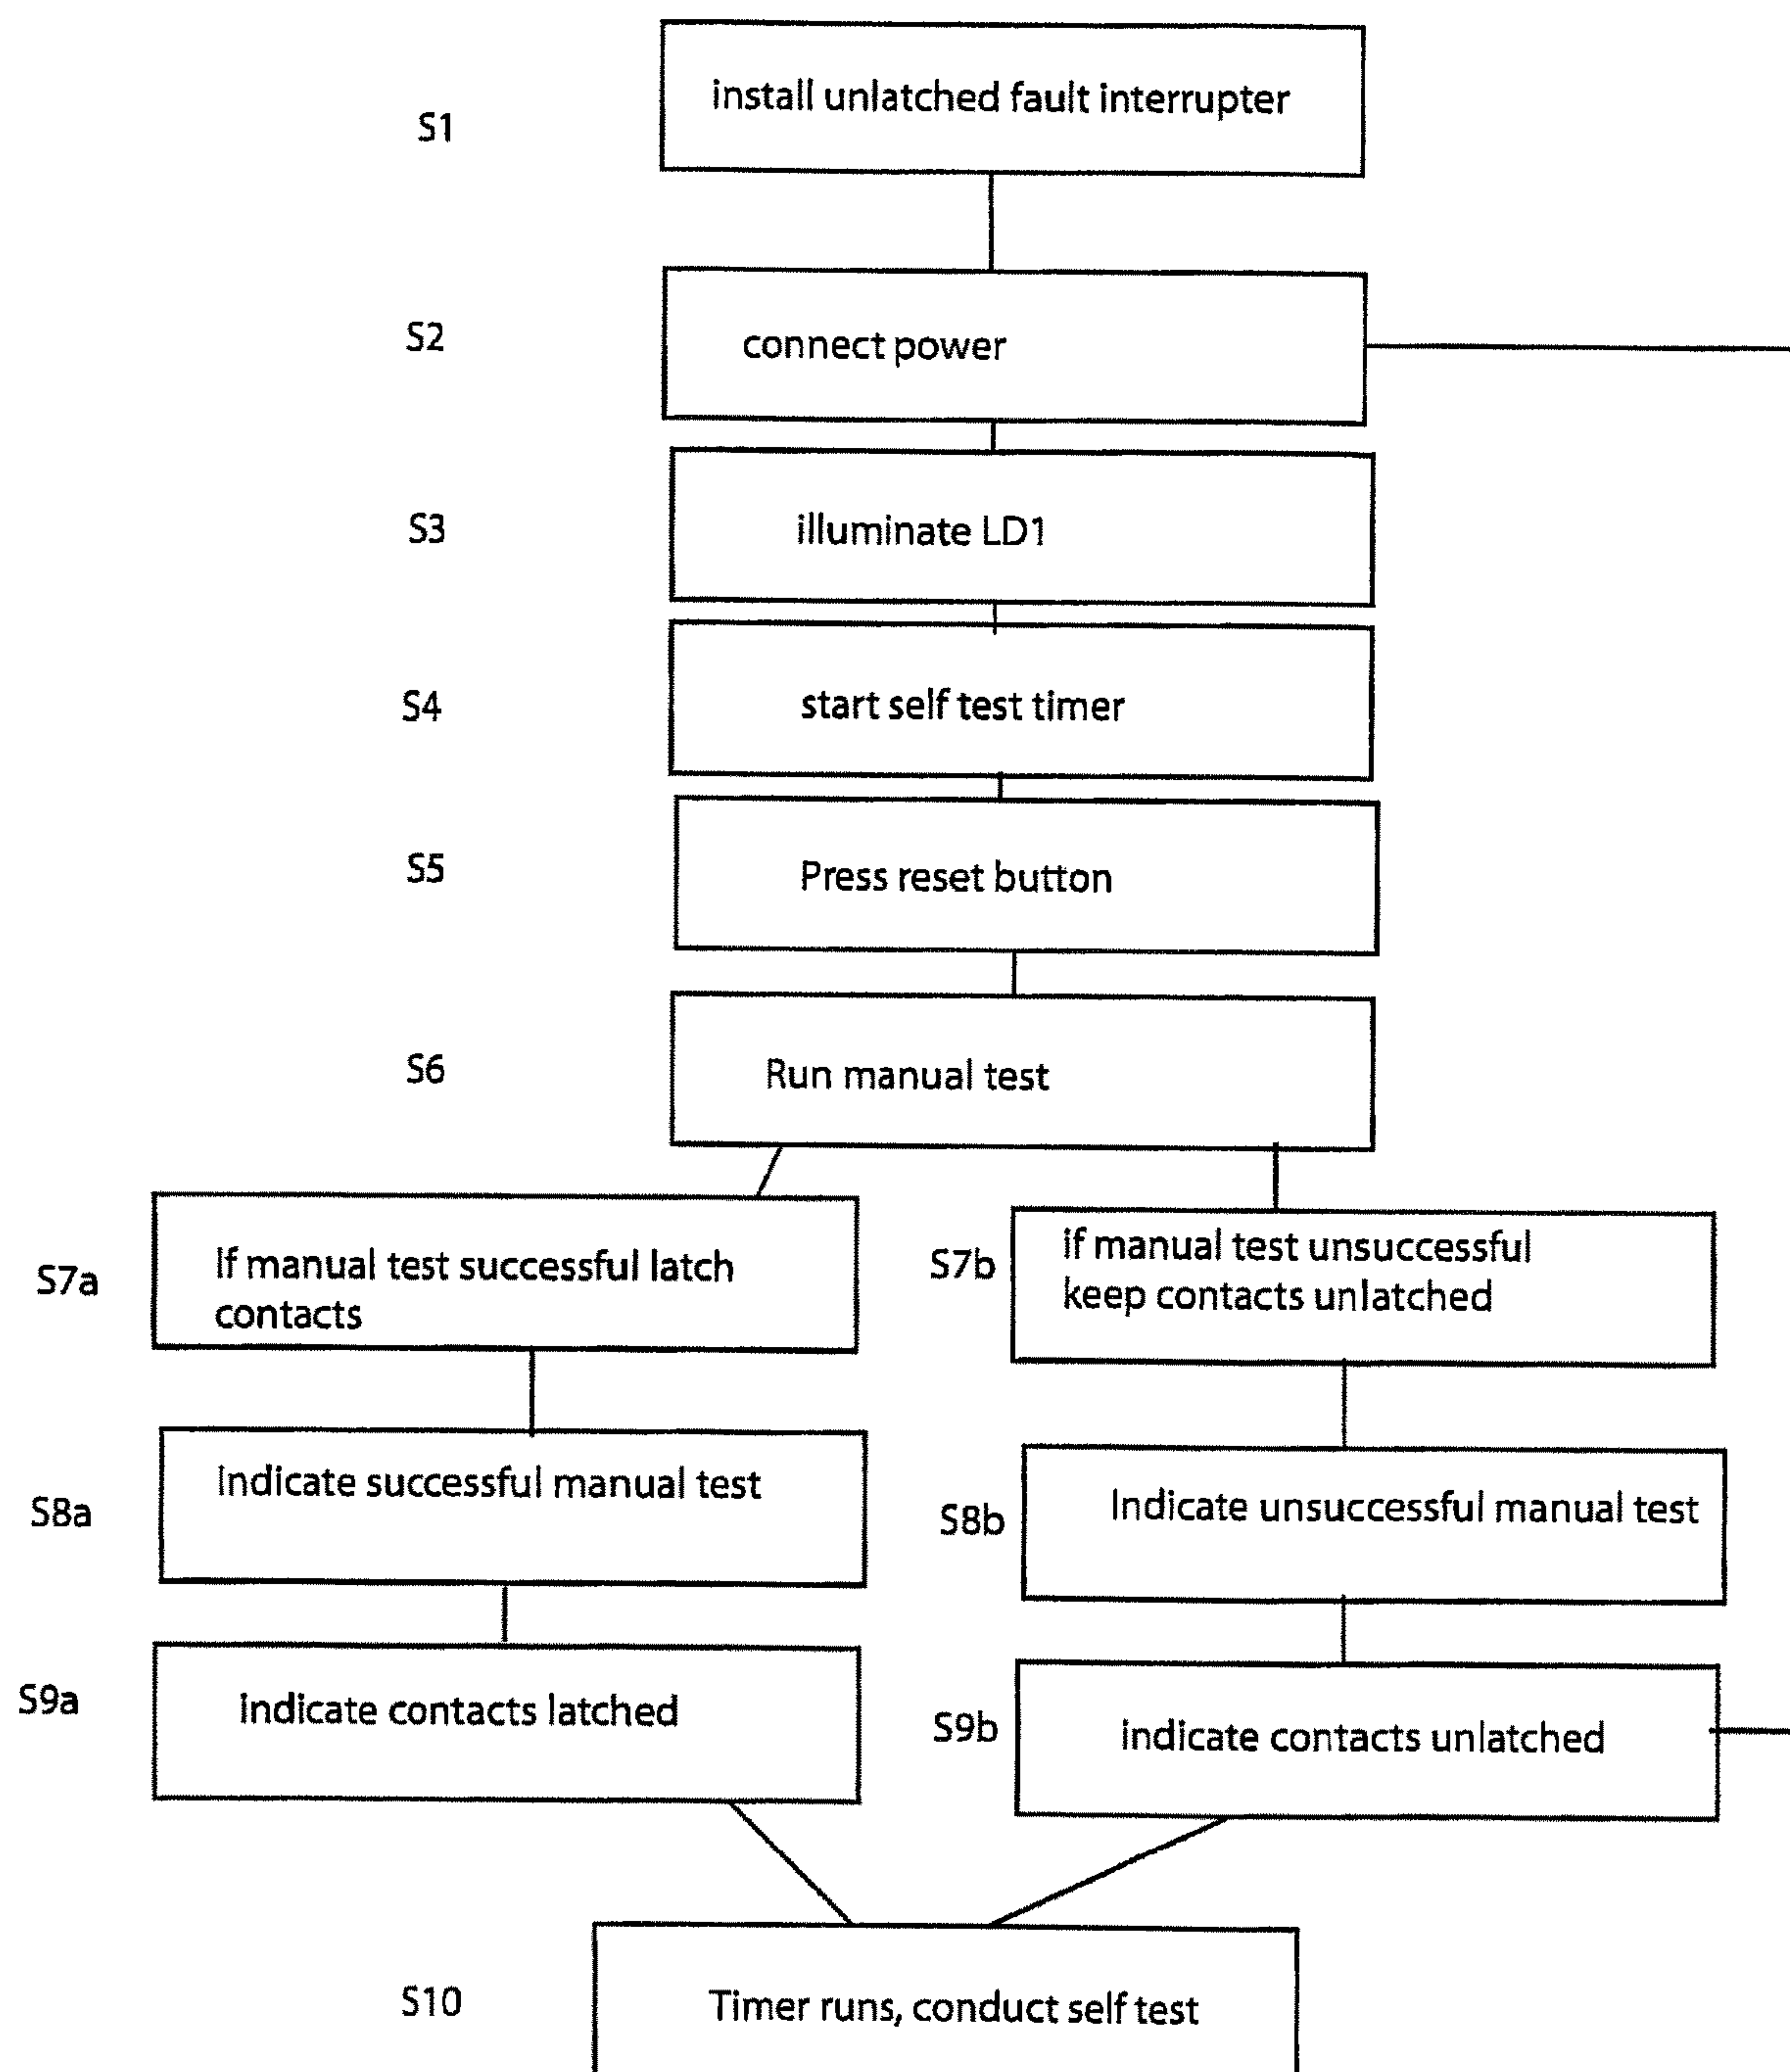 install unlatched fault interrupter
S1
S2
connect power
S3
illuminate LD1
S4
start self test timer
S5
Press reset button
S6
Run manual test
S7a
If manual test successful latch
contacts
S7b
if manual test unsuccessful
keep contacts unlatched
S8a
Indicate successful manual test
S8b
Indicate unsuccessful manual test
S9a
Indicate contacts latched
S9b
indicate contacts unlatched
S10
Timer runs, conduct self test